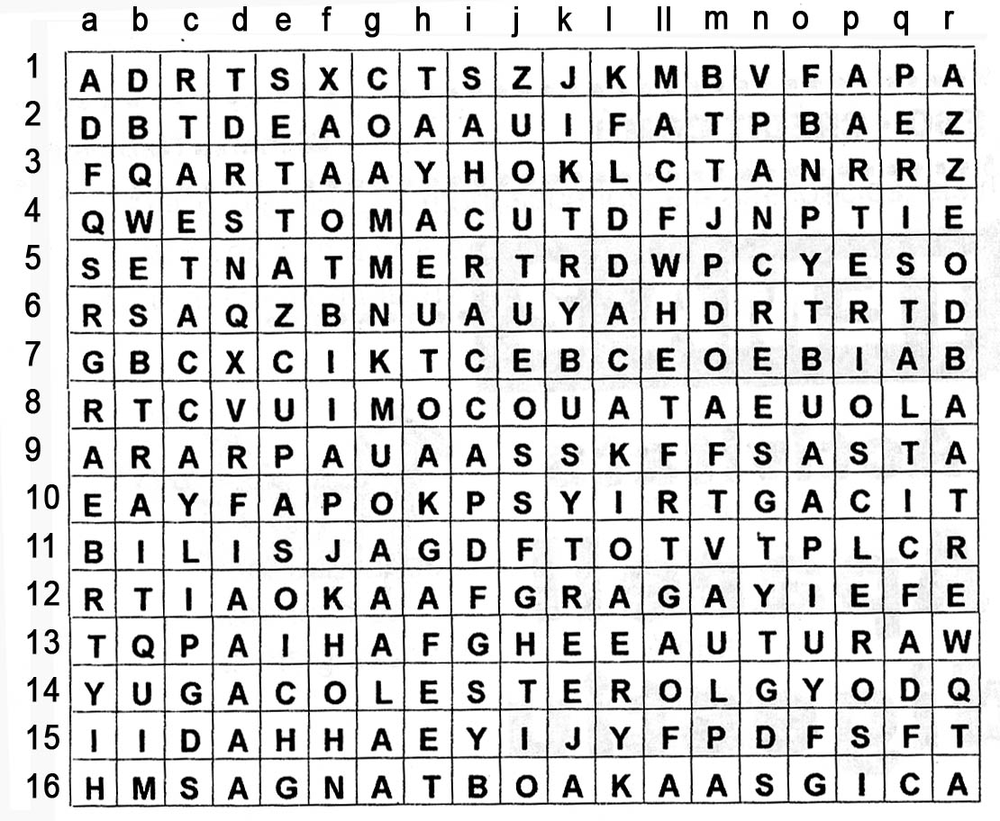 a b c d e f g h i j k l ll m n o p q r
1 A D R T S X C T S Z J K M B V F A P A
2 D B T D E A O A A U I F A T P B A E Z
3 F Q A R T A A Y H O K L C T A N R R Z
4 Q W E S T O M A C U T D F J N P T I E
5 S E T N A T M E R T R D W P C Y E S O
6 R S A Q Z B N U A U Y A H D R T R T D
7 G B C X C I K T C E B C E O E B I A B
8 R T C V U I M O C O U A T A E U O L A
9 A R A R P A U A A S S K F F S A S T A
10 E A Y F A P O K P S Y I R T G A C I T
11 B I L I S J A G D F T O T V T P L C R
12 R T I A O K A A F G R A G A Y I E F E
13 T Q P A I H A F G H E E A U T U R A W
14 Y U G A C O L E S T E R O L G Y O D Q
15 I I D A H H A E Y I J Y F P D F S F T
16 H M S A G N A T B O A K A A S G I C A